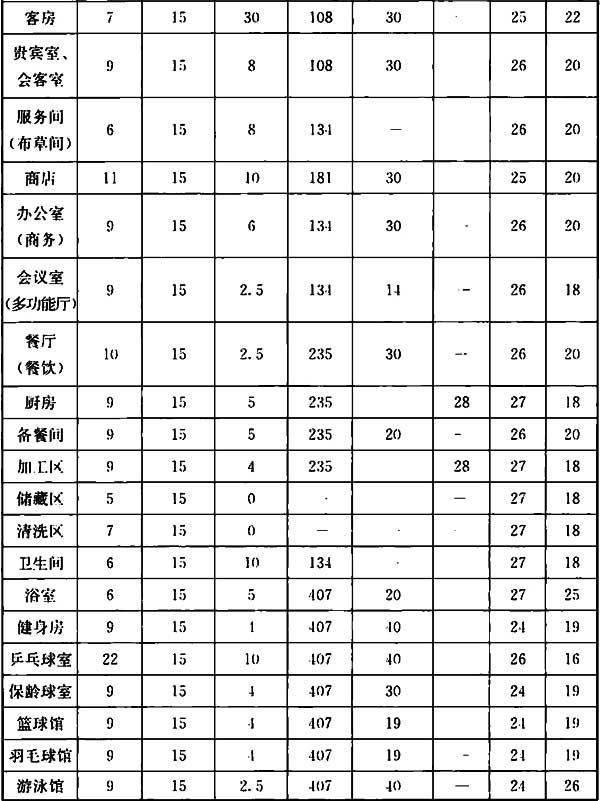 客房 7 15 30 108 30 - 25 22
贵宾室、
会客室 9 15 8 108 30 26 20
服务间
(布草间) 6 15 8 134 — 26 20
商店 11 15 10 181 30 25 20
办公室
(商务) 9 15 6 134 30 - 26 20
会议室
(多功能厅) 9 15 2.5 134 14 — 26 18
餐厅
(餐饮) 10 15 2.5 235 30 — 26 20
厨房 9 15 5 235 28 27 18
备餐间 9 15 5 235 20 - 26 20
加工区 9 15 4 235 28 27 18
储藏区 5 15 0 - — 27 18
清洗区 7 15 0 — - - 27 18
卫生间 6 15 10 134 - 27 18
浴室 6 15 5 407 20 27 25
健身房 9 15 407 40 24 19
乒乓球室 22 15 10 407 40 26 16
保龄球室 9 15 4 407 30 24 19
篮球馆 9 15 4 407 19 24 19
羽毛球馆 9 15 4 407 19 - 24 19
游泳馆 9 15 2.5 407 40 — 24 26